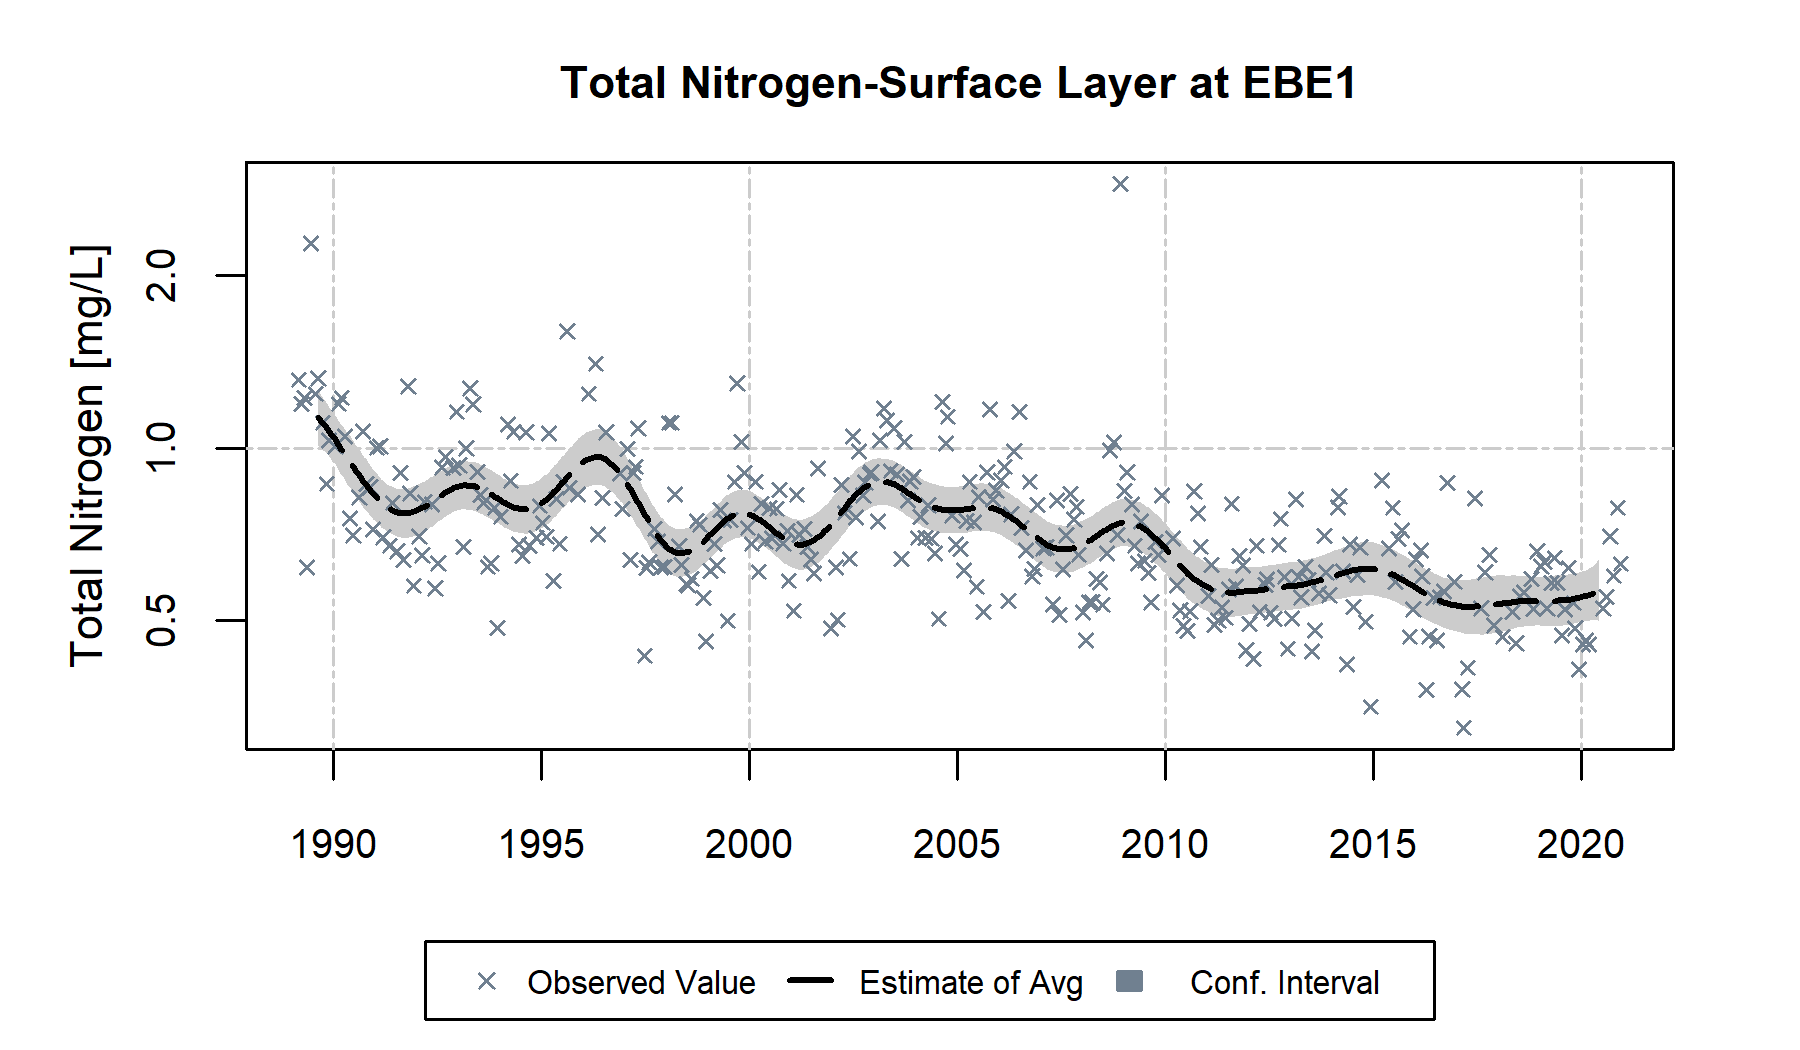 Total Nitrogen-Surface Layer at EBE1
Total Nitrogen [mg/L]
2.0
1.0
0.5
1990 1995 2000 2005 2010 2015 2020
Observed Value Estimate of Avg Conf. Interval